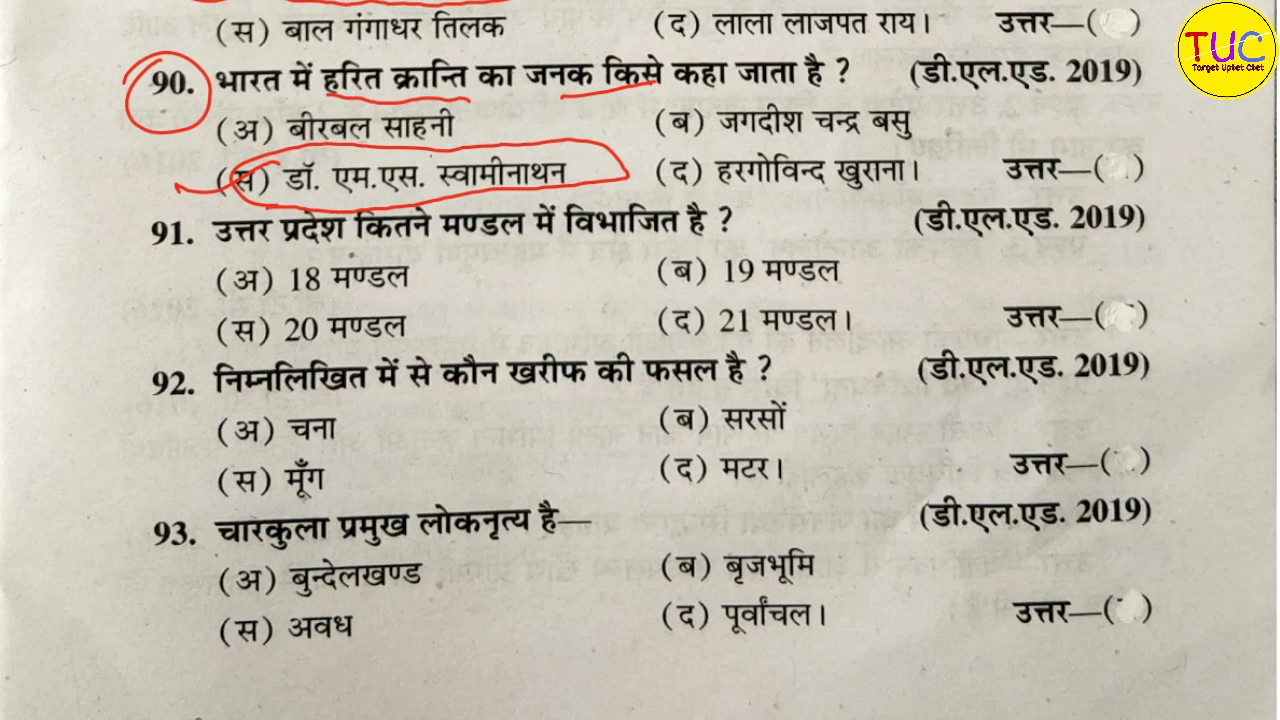 (स) बाल गंगाधर तिलक (द) लाला लाजपत राय। उत्तर—( )
TUC
Target Uptet Ctet
90. भारत में हरित क्रान्ति का जनक किसे कहा जाता है ? (डी.एल.एड. 2019)
(अ) बीरबल साहनी (ब) जगदीश चन्द्र बसु
(स) डॉ. एम.एस. स्वामीनाथन (द) हरगोविन्द खुराना। उत्तर—( )
91. उत्तर प्रदेश कितने मण्डल में विभाजित है ? (डी.एल.एड. 2019)
(अ) 18 मण्डल (ब) 19 मण्डल
(स) 20 मण्डल (द) 21 मण्डल। उत्तर—( )
92. निम्नलिखित में से कौन खरीफ की फसल है ? (डी.एल.एड. 2019)
(अ) चना (ब) सरसों
(स) मूँग (द) मटर। उत्तर—( )
93. चारकुला प्रमुख लोकनृत्य है— (डी.एल.एड. 2019)
(अ) बुन्देलखण्ड (ब) बृजभूमि
(स) अवध (द) पूर्वांचल। उत्तर—( )